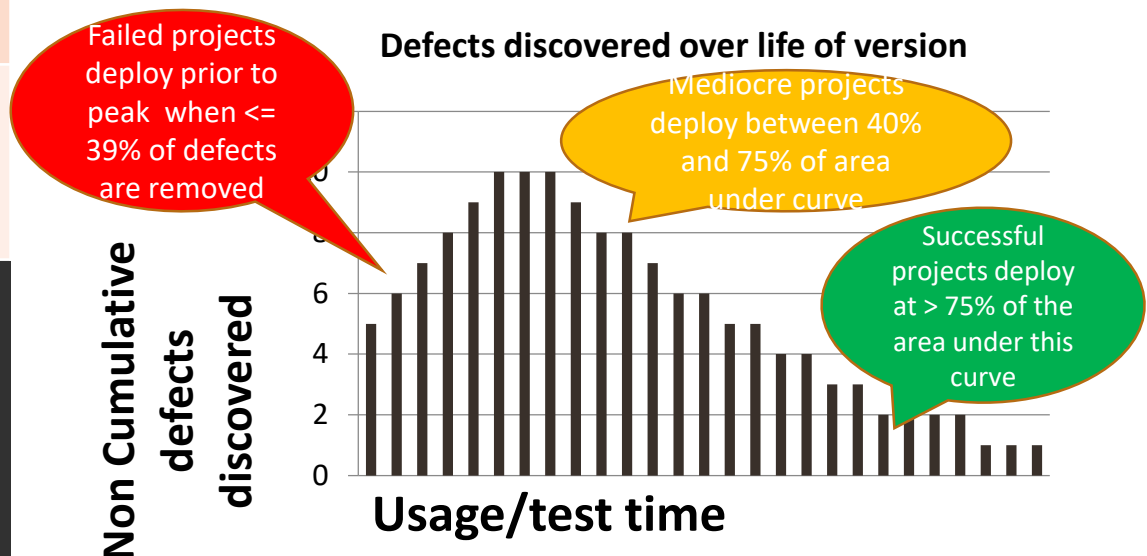 Failed projects
deploy prior to
peak when <=
39% of defects
are removed
Defects discovered over life of version
Mediocre projects
deploy between 40%
and 75% of area
under curve
Successful
projects deploy
at > 75% of the
area under this
curve
6
4
2
0
Non Cumulative
defects
discovered
Usage/test time